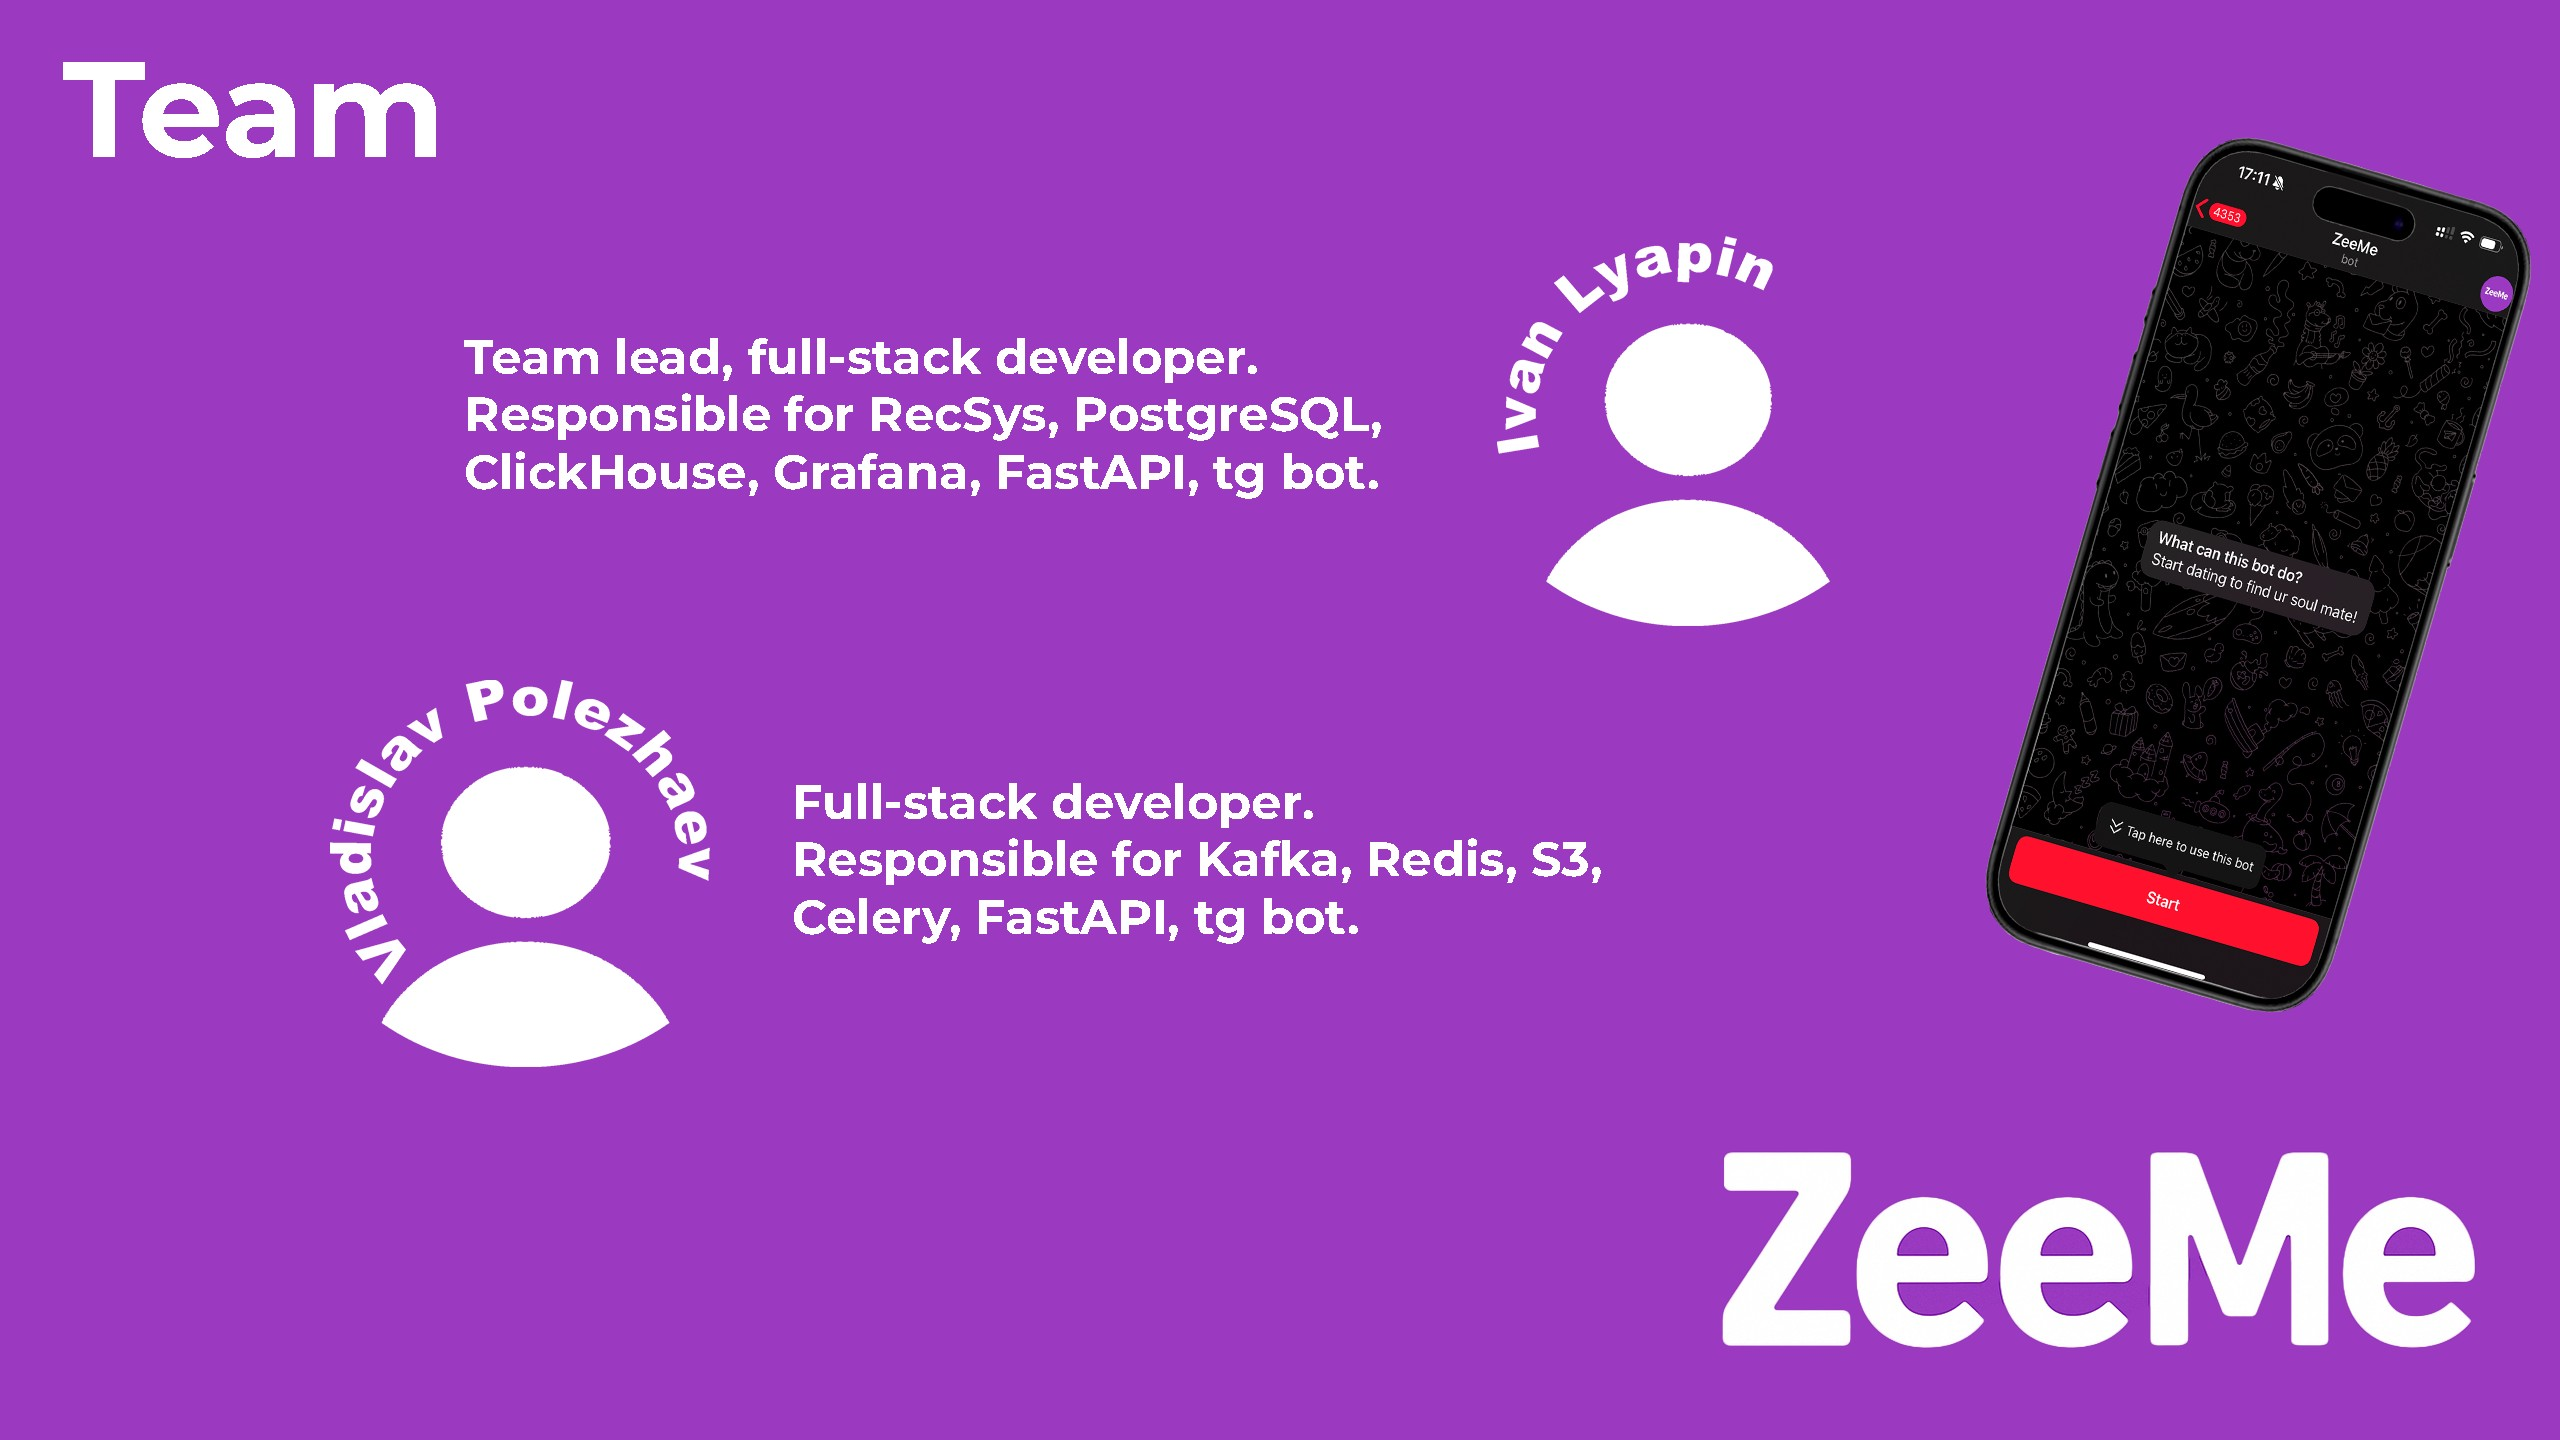 Team
Ivan Lyapin
Team lead, full-stack developer.
Responsible for RecSys, PostgreSQL,
ClickHouse, Grafana, FastAPI, tg bot.
Vladislav Polezhaev
Full-stack developer.
Responsible for Kafka, Redis, S3,
Celery, FastAPI, tg bot.
17:11
4353
ZeeMe
bot
ZeeMe
What can this bot do?
Start dating to find ur soul mate!
Tap here to use this bot
Start
ZeeMe